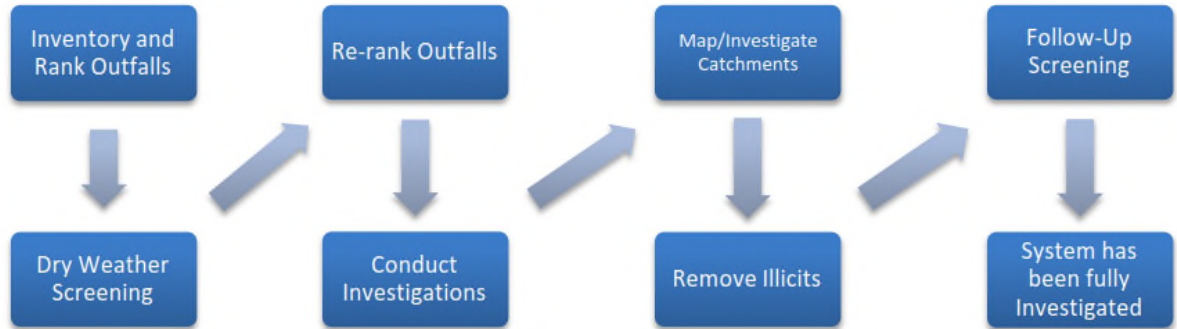 Inventory and
Rank Outfalls
Dry Weather
Screening
Re-rank Outfalls
Conduct
Investigations
Map/Investigate
Catchments
Remove Illicits
Follow-Up
Screening
System has
been fully
Investigated